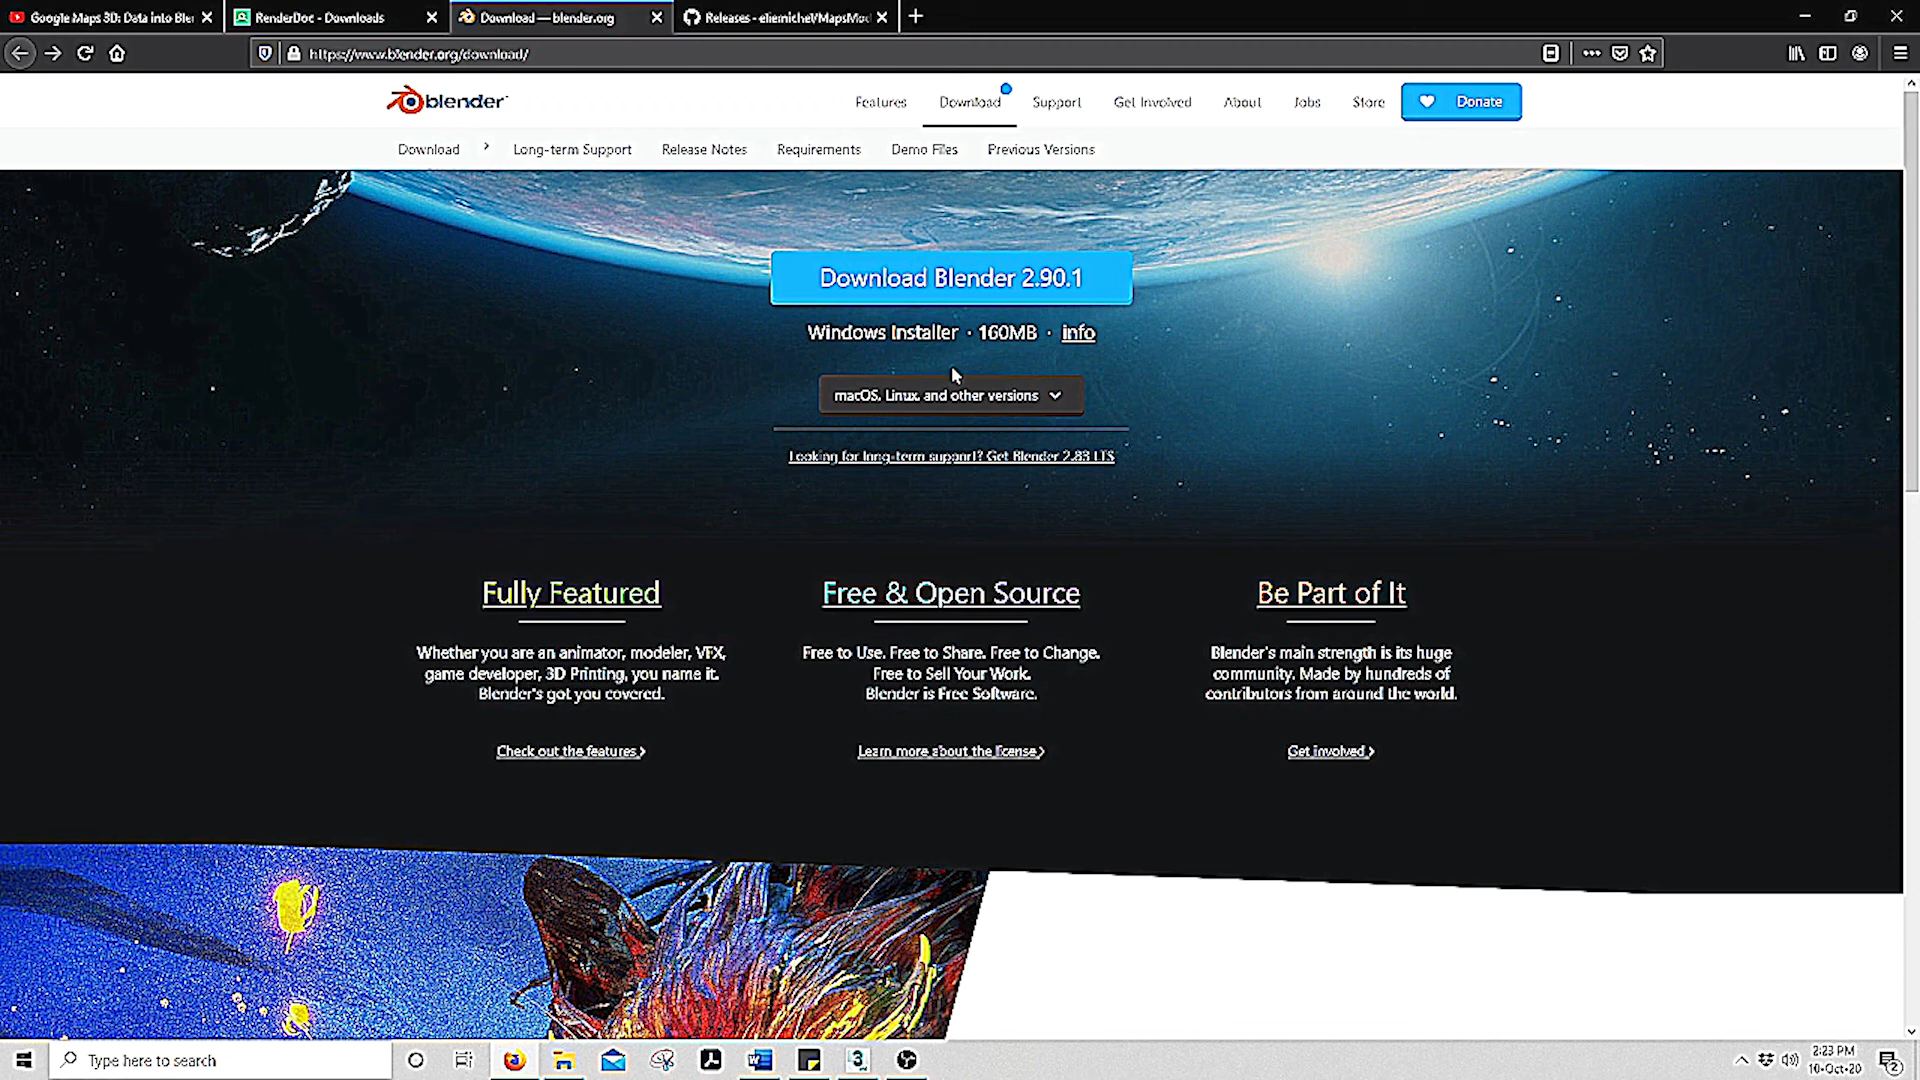 Google Maps 3D: Data into Ble
RenderDoc - Downloads
Download — blender.org
Releases - eliemichel/MapsMod
https://www.blender.org/download/
blender
Features
Download
Support
Get Involved
About
Jobs
Store
Donate
Download
Long-term Support
Release Notes
Requirements
Demo Files
Previous Versions
Download Blender 2.90.1
Windows Installer · 160MB · info
macOS, Linux, and other versions
Looking for long-term support? Get Blender 2.83 LTS
Fully Featured
Whether you are an animator, modeler, VFX,
game developer, 3D Printing, you name it.
Blender's got you covered.
Check out the features
Free & Open Source
Free to Use. Free to Share. Free to Change.
Free to Sell Your Work.
Blender is Free Software.
Learn more about the license
Be Part of It
Blender's main strength is its huge
community. Made by hundreds of
contributors from around the world.
Get involved
Type here to search
2:23 PM
10-Oct-20
2